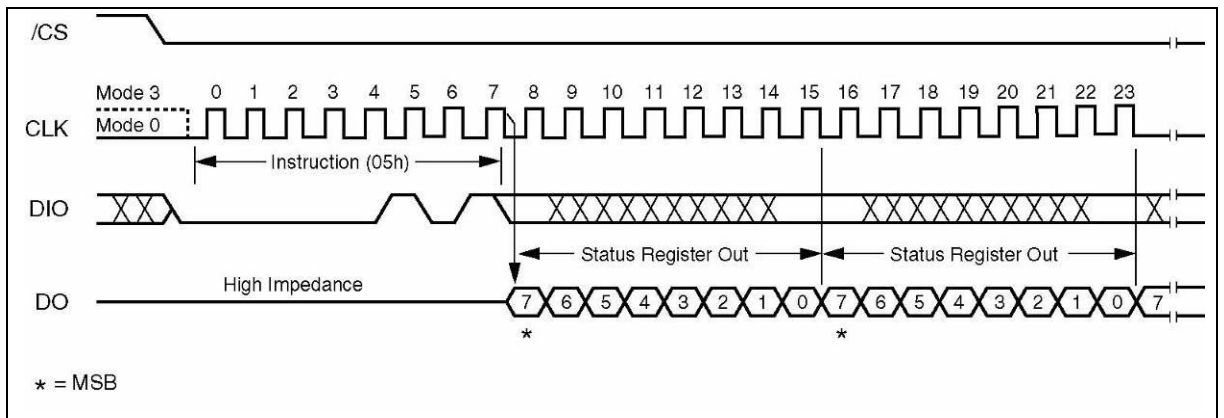 /CS
Mode 3
0 1 2 3 4 5 6 7 8 9 10 11 12 13 14 15 16 17 18 19 20 21 22 23
CLK
Mode 0
Instruction (05h)
DIO
Status Register Out
Status Register Out
High Impedance
DO
7 6 5 4 3 2 1 0 7 6 5 4 3 2 1 0 7
* *
* = MSB